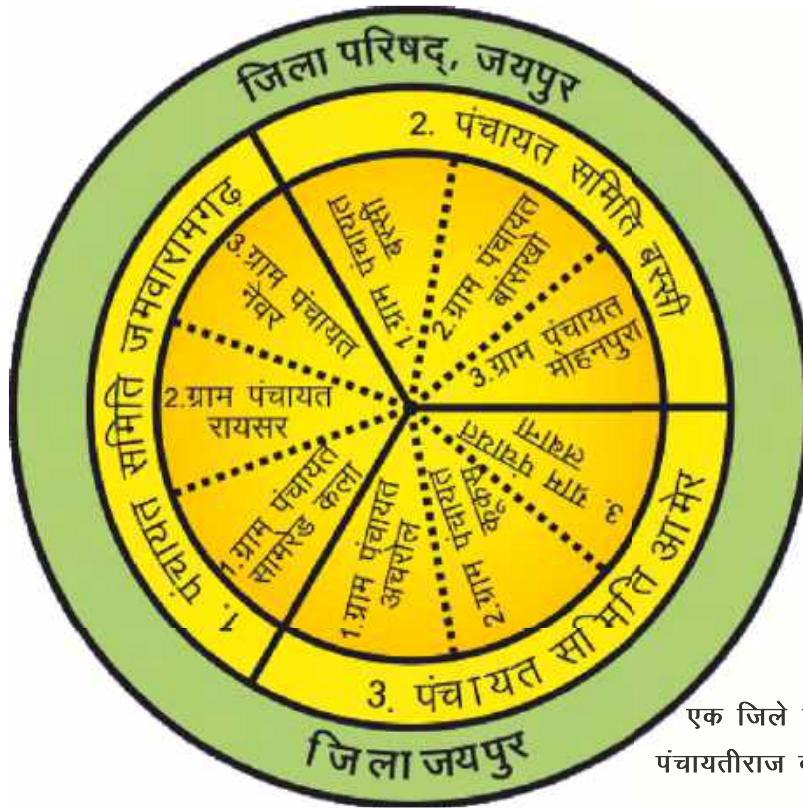 जिला परिषद्, जयपुर
1. पंचायत समिति जमवारामगढ़
1.ग्राम पंचायत
सामरेड कला
2.ग्राम पंचायत
रायसर
3.ग्राम पंचायत
नेवर
2. पंचायत समिति बस्सी
1.ग्राम पंचायत
बस्सी
2.ग्राम पंचायत
बांसखो
3.ग्राम पंचायत
मोहनपुरा
3. पंचायत समिति आमेर
1.ग्राम पंचायत
अचरोल
2.ग्राम पंचायत
कूकस
3. ग्राम पंचायत
लबाना
जिला जयपुर
एक जिले
पंचायतीराज